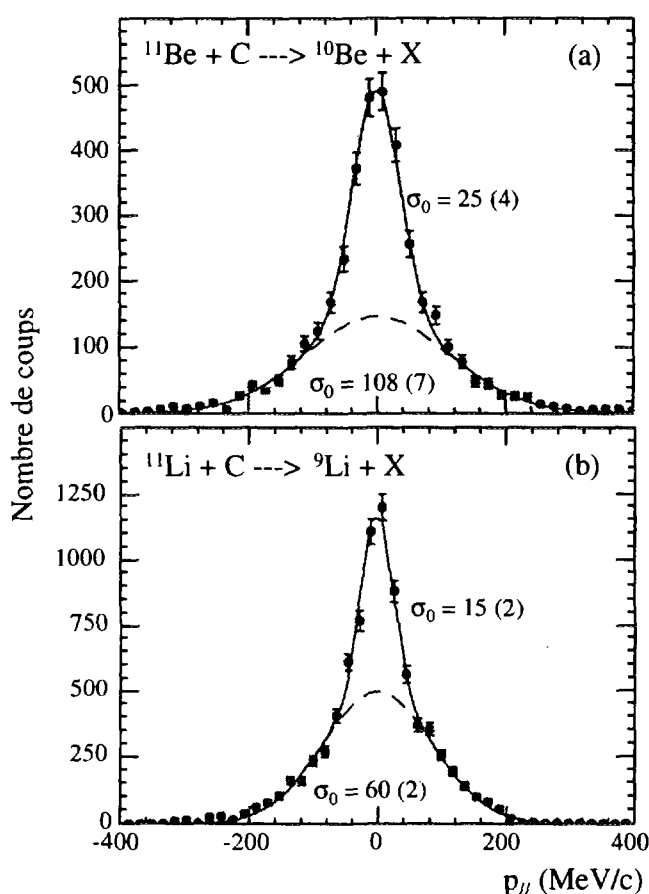 ¹¹Be + C ---> ¹⁰Be + X
(a)
500
400
300
200
100
0
σ₀ = 25 (4)
σ₀ = 108 (7)
Nombre de coups
¹¹Li + C ---> ⁹Li + X
(b)
1250
1000
750
500
250
0
σ₀ = 15 (2)
σ₀ = 60 (2)
-400
-200
0
200
400
p// (MeV/c)